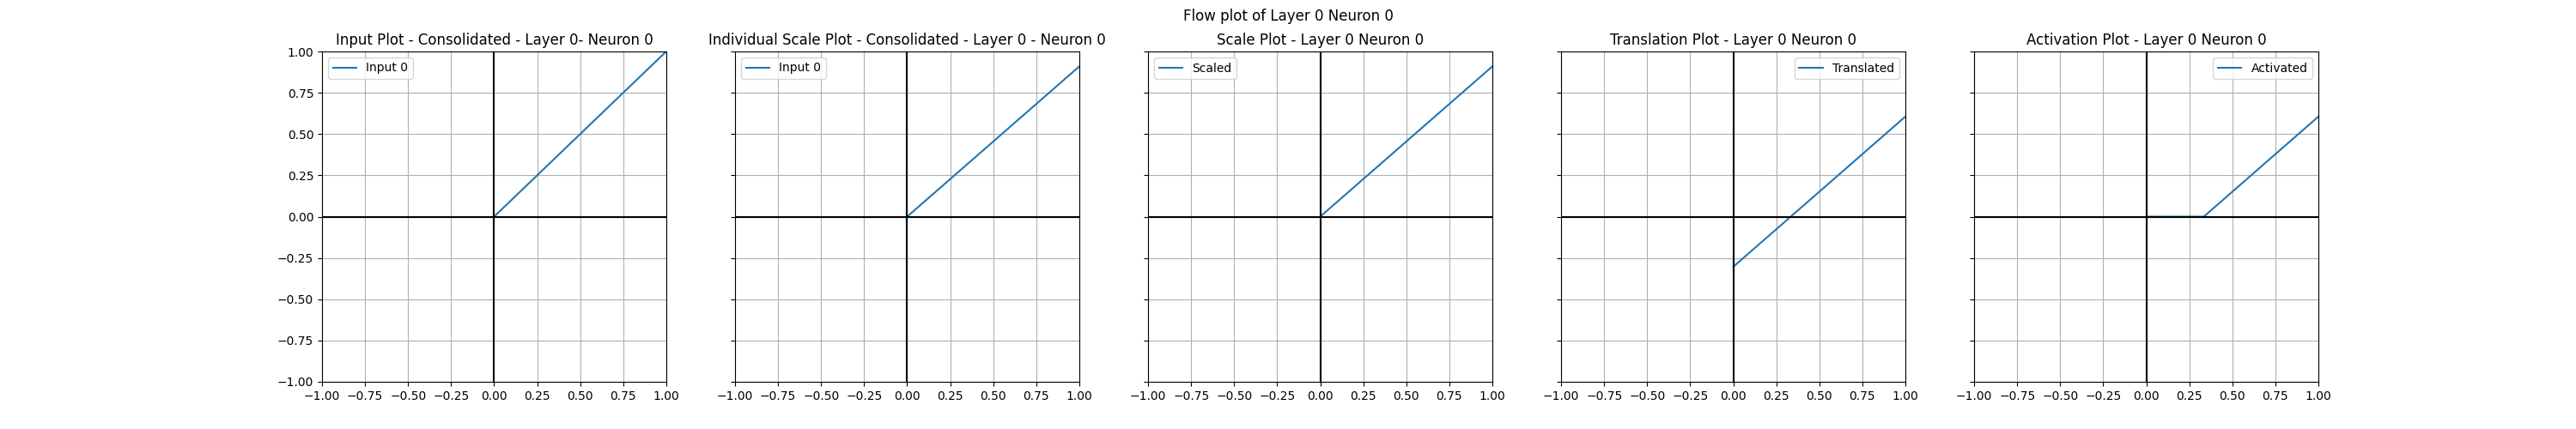 Flow plot of Layer 0 Neuron 0
Input Plot - Consolidated - Layer 0- Neuron 0
Input 0
1.00
0.75
0.50
0.25
0.00
−0.25
−0.50
−0.75
−1.00
−1.00 −0.75 −0.50 −0.25 0.00 0.25 0.50 0.75 1.00
Individual Scale Plot - Consolidated - Layer 0 - Neuron 0
Input 0
−1.00 −0.75 −0.50 −0.25 0.00 0.25 0.50 0.75 1.00
Scale Plot - Layer 0 Neuron 0
Scaled
−1.00 −0.75 −0.50 −0.25 0.00 0.25 0.50 0.75 1.00
Translation Plot - Layer 0 Neuron 0
Translated
−1.00 −0.75 −0.50 −0.25 0.00 0.25 0.50 0.75 1.00
Activation Plot - Layer 0 Neuron 0
Activated
−1.00 −0.75 −0.50 −0.25 0.00 0.25 0.50 0.75 1.00